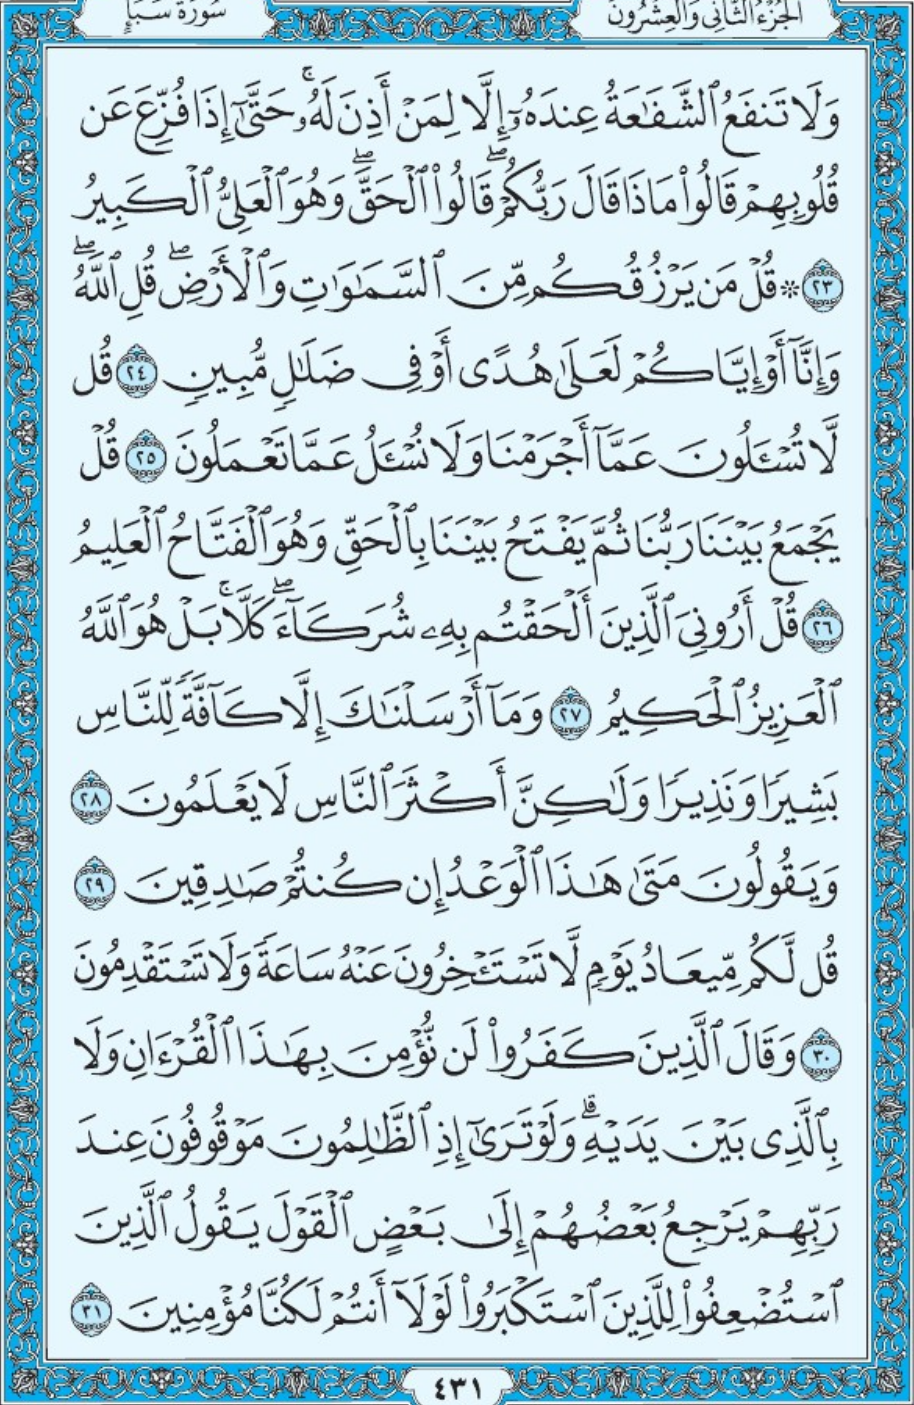 الجُزْءُ الثَّانِي وَالعِشْرُونَ
سُورَةُ سَبَإٍ
وَلَا تَنفَعُ ٱلشَّفَٰعَةُ عِندَهُۥٓ إِلَّا لِمَنْ أَذِنَ لَهُۥۚ حَتَّىٰٓ إِذَا فُزِّعَ عَن
قُلُوبِهِمْ قَالُوا۟ مَاذَا قَالَ رَبُّكُمْۖ قَالُوا۟ ٱلْحَقَّۖ وَهُوَ ٱلْعَلِىُّ ٱلْكَبِيرُ
٢٣ ۞ قُلْ مَن يَرْزُقُكُم مِّنَ ٱلسَّمَٰوَٰتِ وَٱلْأَرْضِۖ قُلِ ٱللَّهُۖ
وَإِنَّآ أَوْ إِيَّاكُمْ لَعَلَىٰ هُدًى أَوْ فِى ضَلَٰلٍ مُّبِينٍ ٢٤ قُل
لَّا تُسْـَٔلُونَ عَمَّآ أَجْرَمْنَا وَلَا نُسْـَٔلُ عَمَّا تَعْمَلُونَ ٢٥ قُلْ
يَجْمَعُ بَيْنَنَا رَبُّنَا ثُمَّ يَفْتَحُ بَيْنَنَا بِٱلْحَقِّ وَهُوَ ٱلْفَتَّاحُ ٱلْعَلِيمُ
٢٦ قُلْ أَرُونِىَ ٱلَّذِينَ أَلْحَقْتُم بِهِۦ شُرَكَآءَۖ كَلَّاۚ بَلْ هُوَ ٱللَّهُ
ٱلْعَزِيزُ ٱلْحَكِيمُ ٢٧ وَمَآ أَرْسَلْنَٰكَ إِلَّا كَآفَّةً لِّلنَّاسِ
بَشِيرًا وَنَذِيرًا وَلَٰكِنَّ أَكْثَرَ ٱلنَّاسِ لَا يَعْلَمُونَ ٢٨
وَيَقُولُونَ مَتَىٰ هَٰذَا ٱلْوَعْدُ إِن كُنتُمْ صَٰدِقِينَ ٢٩
قُل لَّكُم مِّيعَادُ يَوْمٍ لَّا تَسْتَـْٔخِرُونَ عَنْهُ سَاعَةً وَلَا تَسْتَقْدِمُونَ
٣٠ وَقَالَ ٱلَّذِينَ كَفَرُوا۟ لَن نُّؤْمِنَ بِهَٰذَا ٱلْقُرْءَانِ وَلَا
بِٱلَّذِى بَيْنَ يَدَيْهِۗ وَلَوْ تَرَىٰٓ إِذِ ٱلظَّٰلِمُونَ مَوْقُوفُونَ عِندَ
رَبِّهِمْ يَرْجِعُ بَعْضُهُمْ إِلَىٰ بَعْضٍ ٱلْقَوْلَ يَقُولُ ٱلَّذِينَ
ٱسْتُضْعِفُوا۟ لِلَّذِينَ ٱسْتَكْبَرُوا۟ لَوْلَآ أَنتُمْ لَكُنَّا مُؤْمِنِينَ ٣١
٤٣١